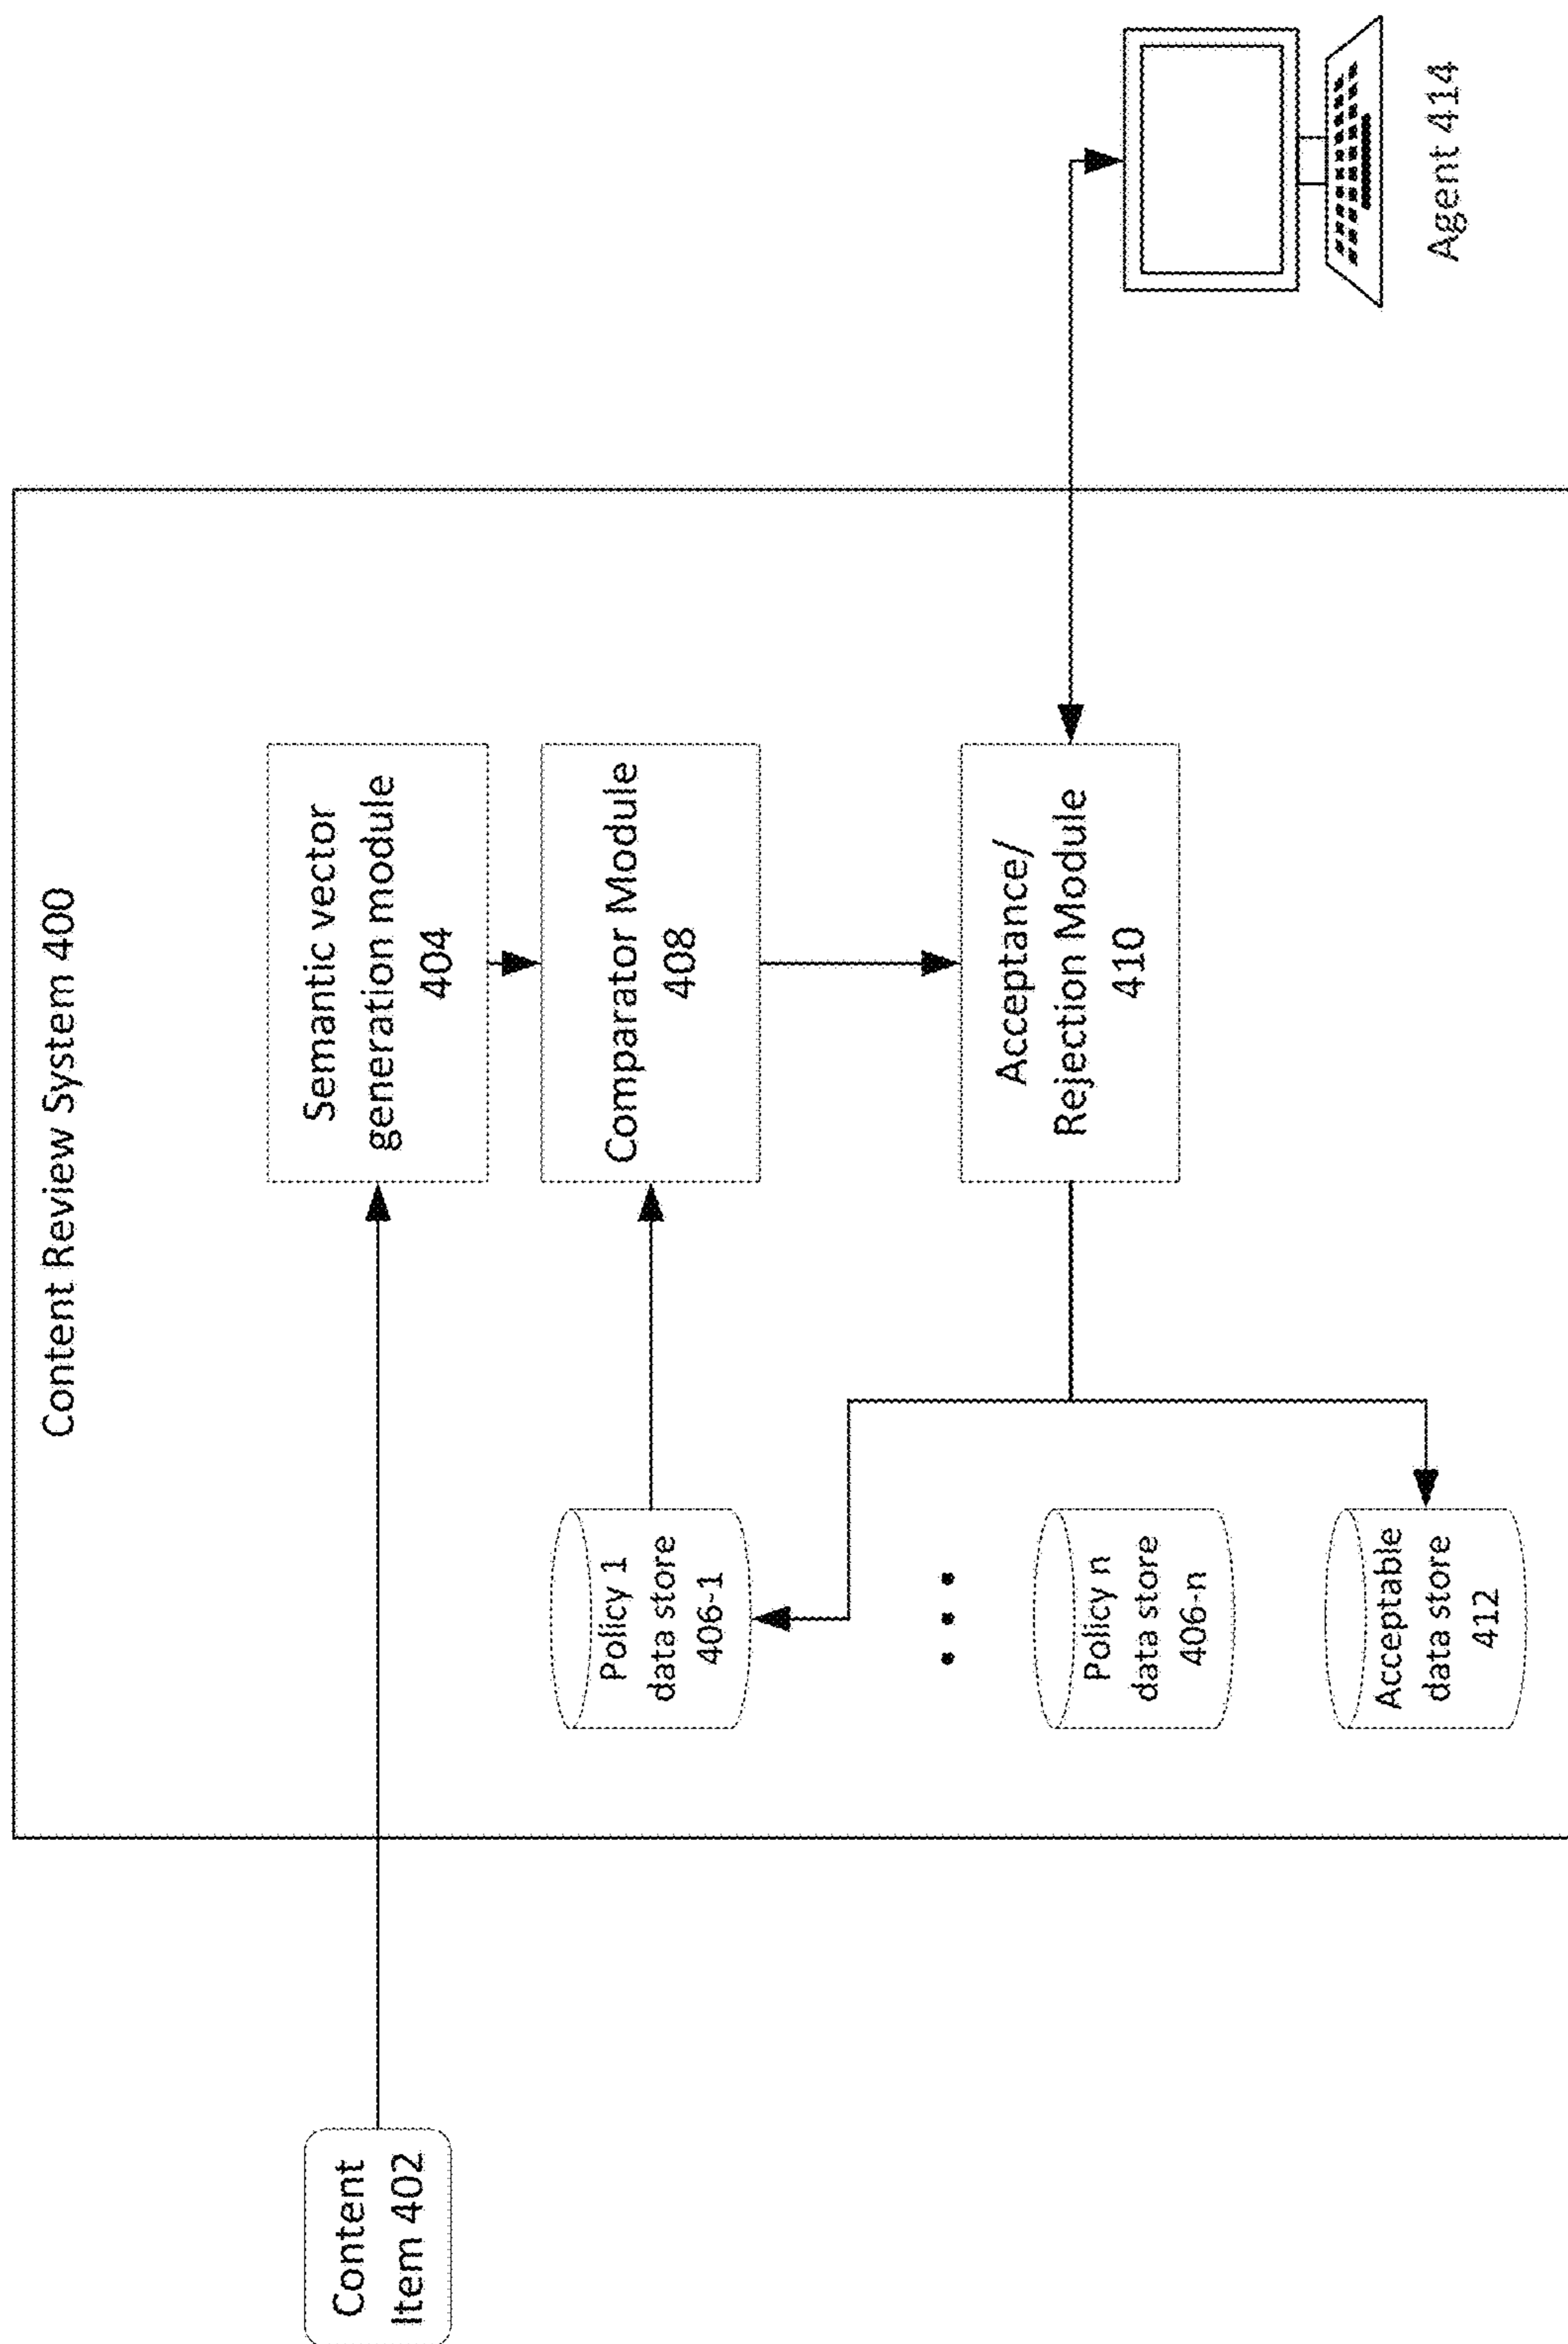 Content Review System 400
Content
Item 402
Semantic vector
generation module
404
Policy 1
data store
406-1
Comparator Module
408
Policy n
data store
406-n
Acceptance/
Rejection Module
410
Acceptable
data store
412
Agent 414